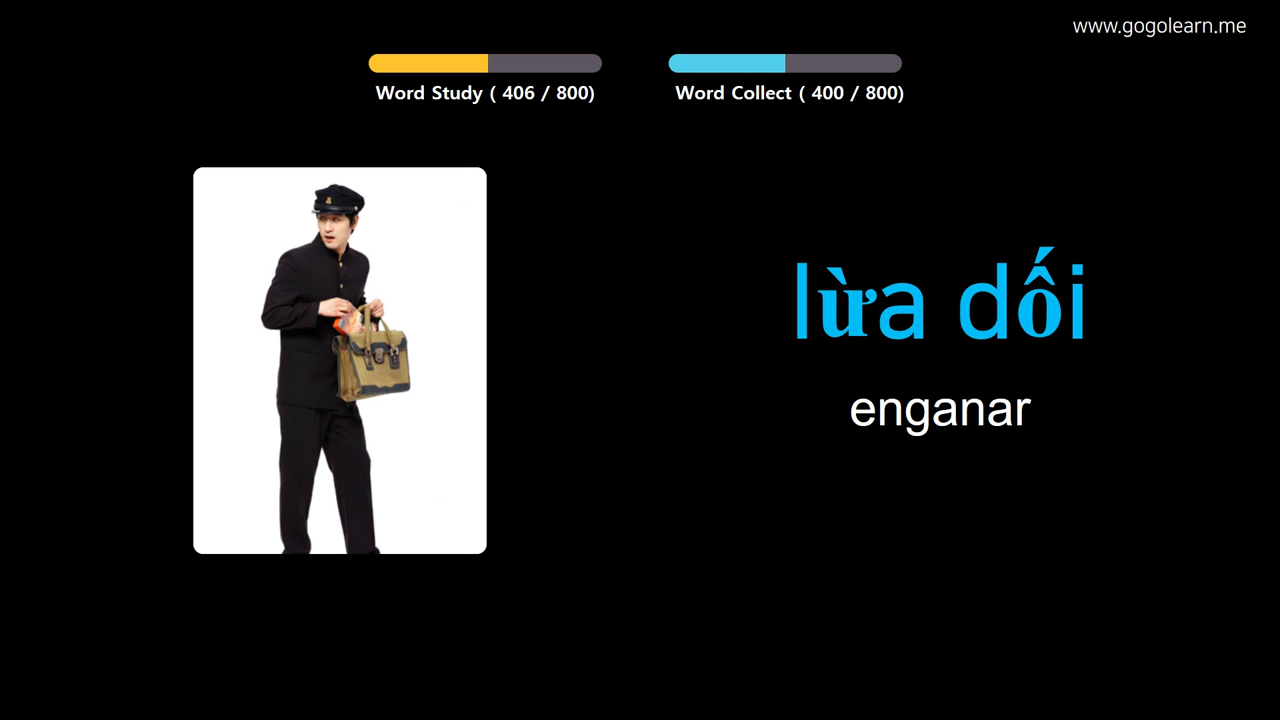 www.gogolearn.me
Word Study ( 406 / 800)
Word Collect ( 400 / 800)
lừa dối
enganar